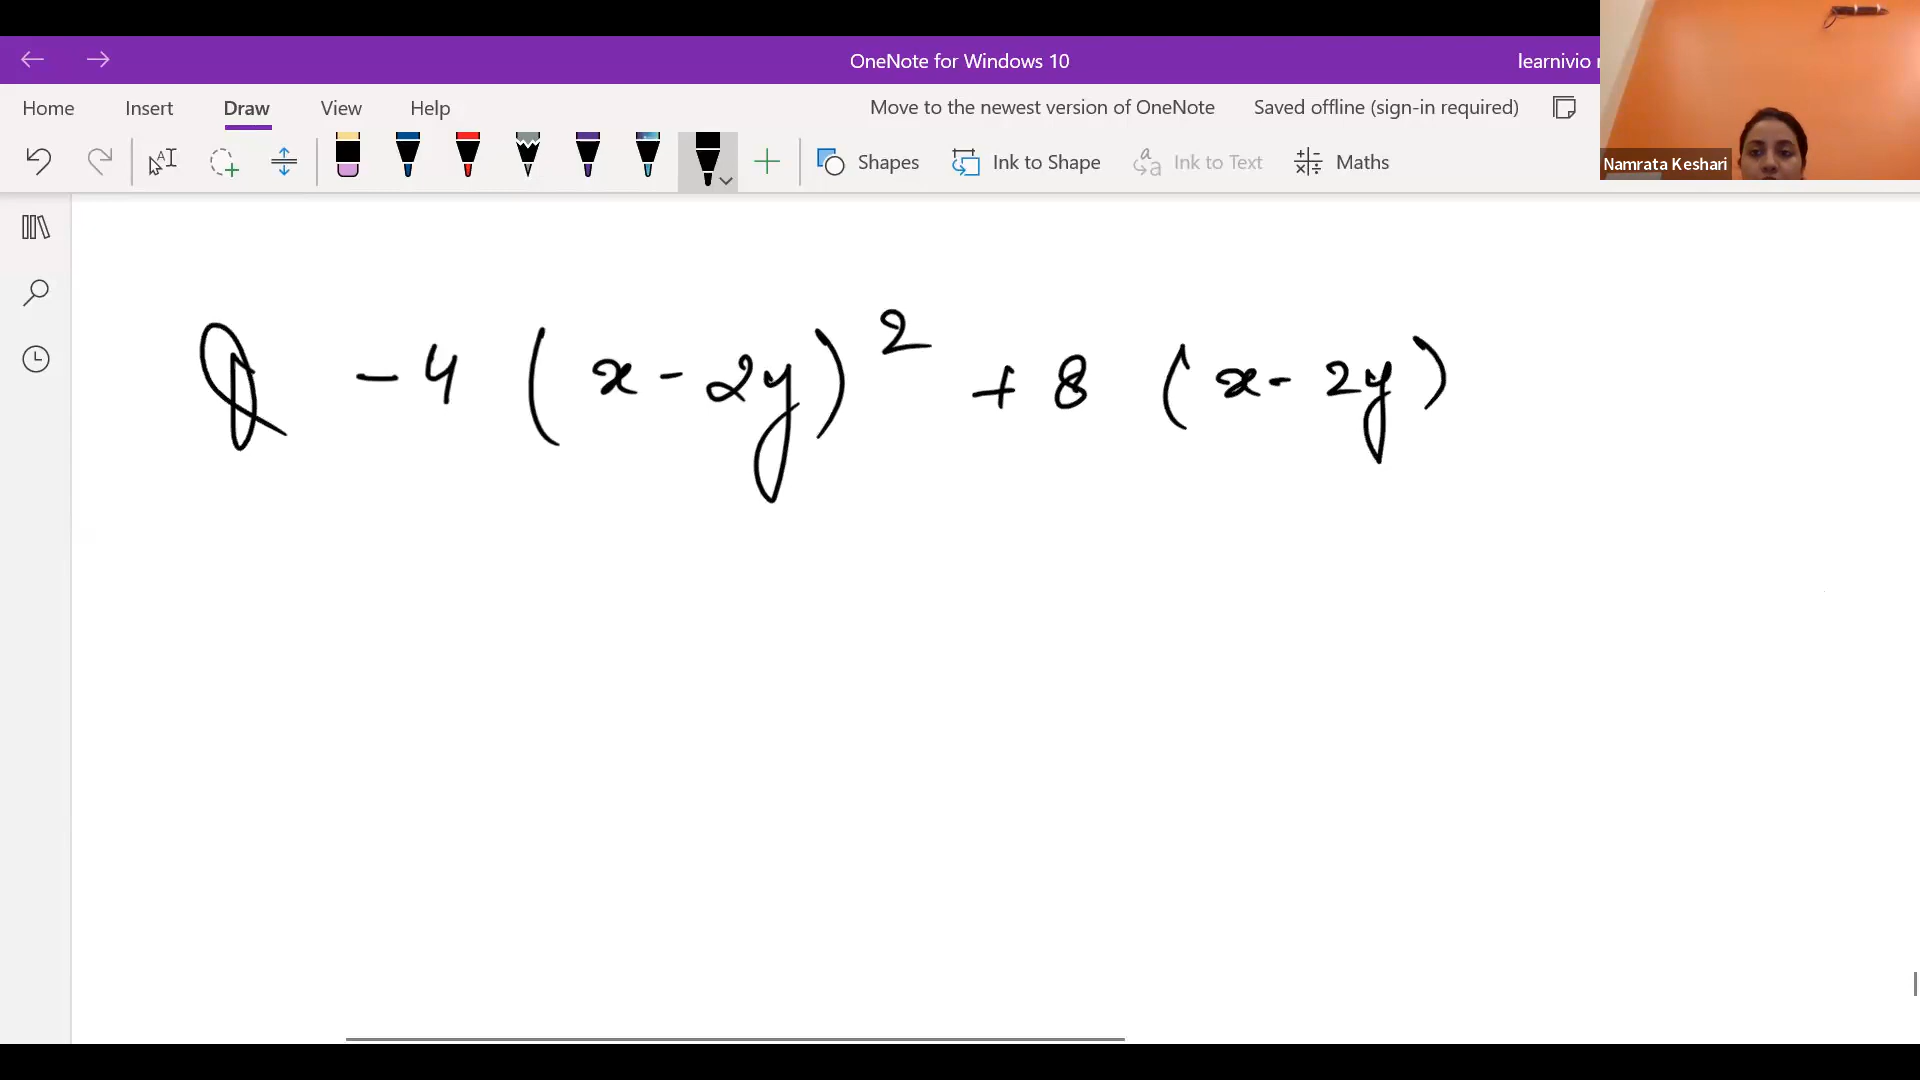 OneNote for Windows 10
learnivio
Home Insert Draw View Help Move to the newest version of OneNote Saved offline (sign-in required)
Shapes Ink to Shape Ink to Text Maths
Namrata Keshari
Q -4 (x - 2y)² + 8 (x - 2y)